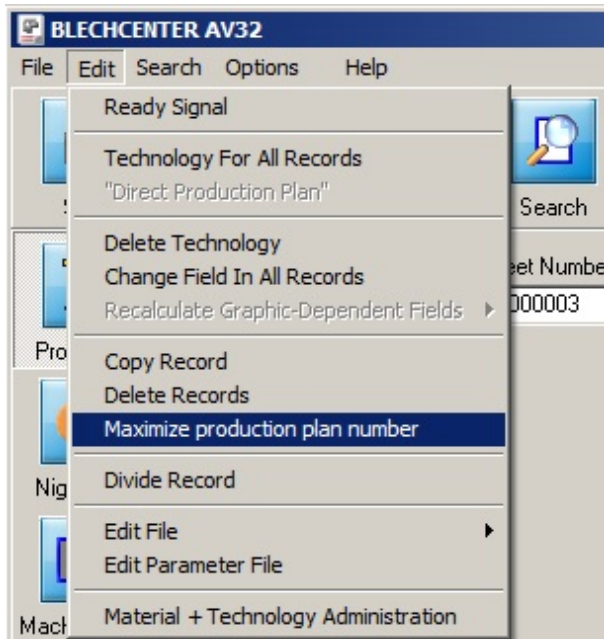 BLECHCENTER AV32
File Edit Search Options Help
Ready Signal
Technology For All Records
"Direct Production Plan"
Search
Delete Technology
Change Field In All Records
Recalculate Graphic-Dependent Fields
000003
Copy Record
Delete Records
Maximize production plan number
Divide Record
Edit File
Edit Parameter File
Material + Technology Administration